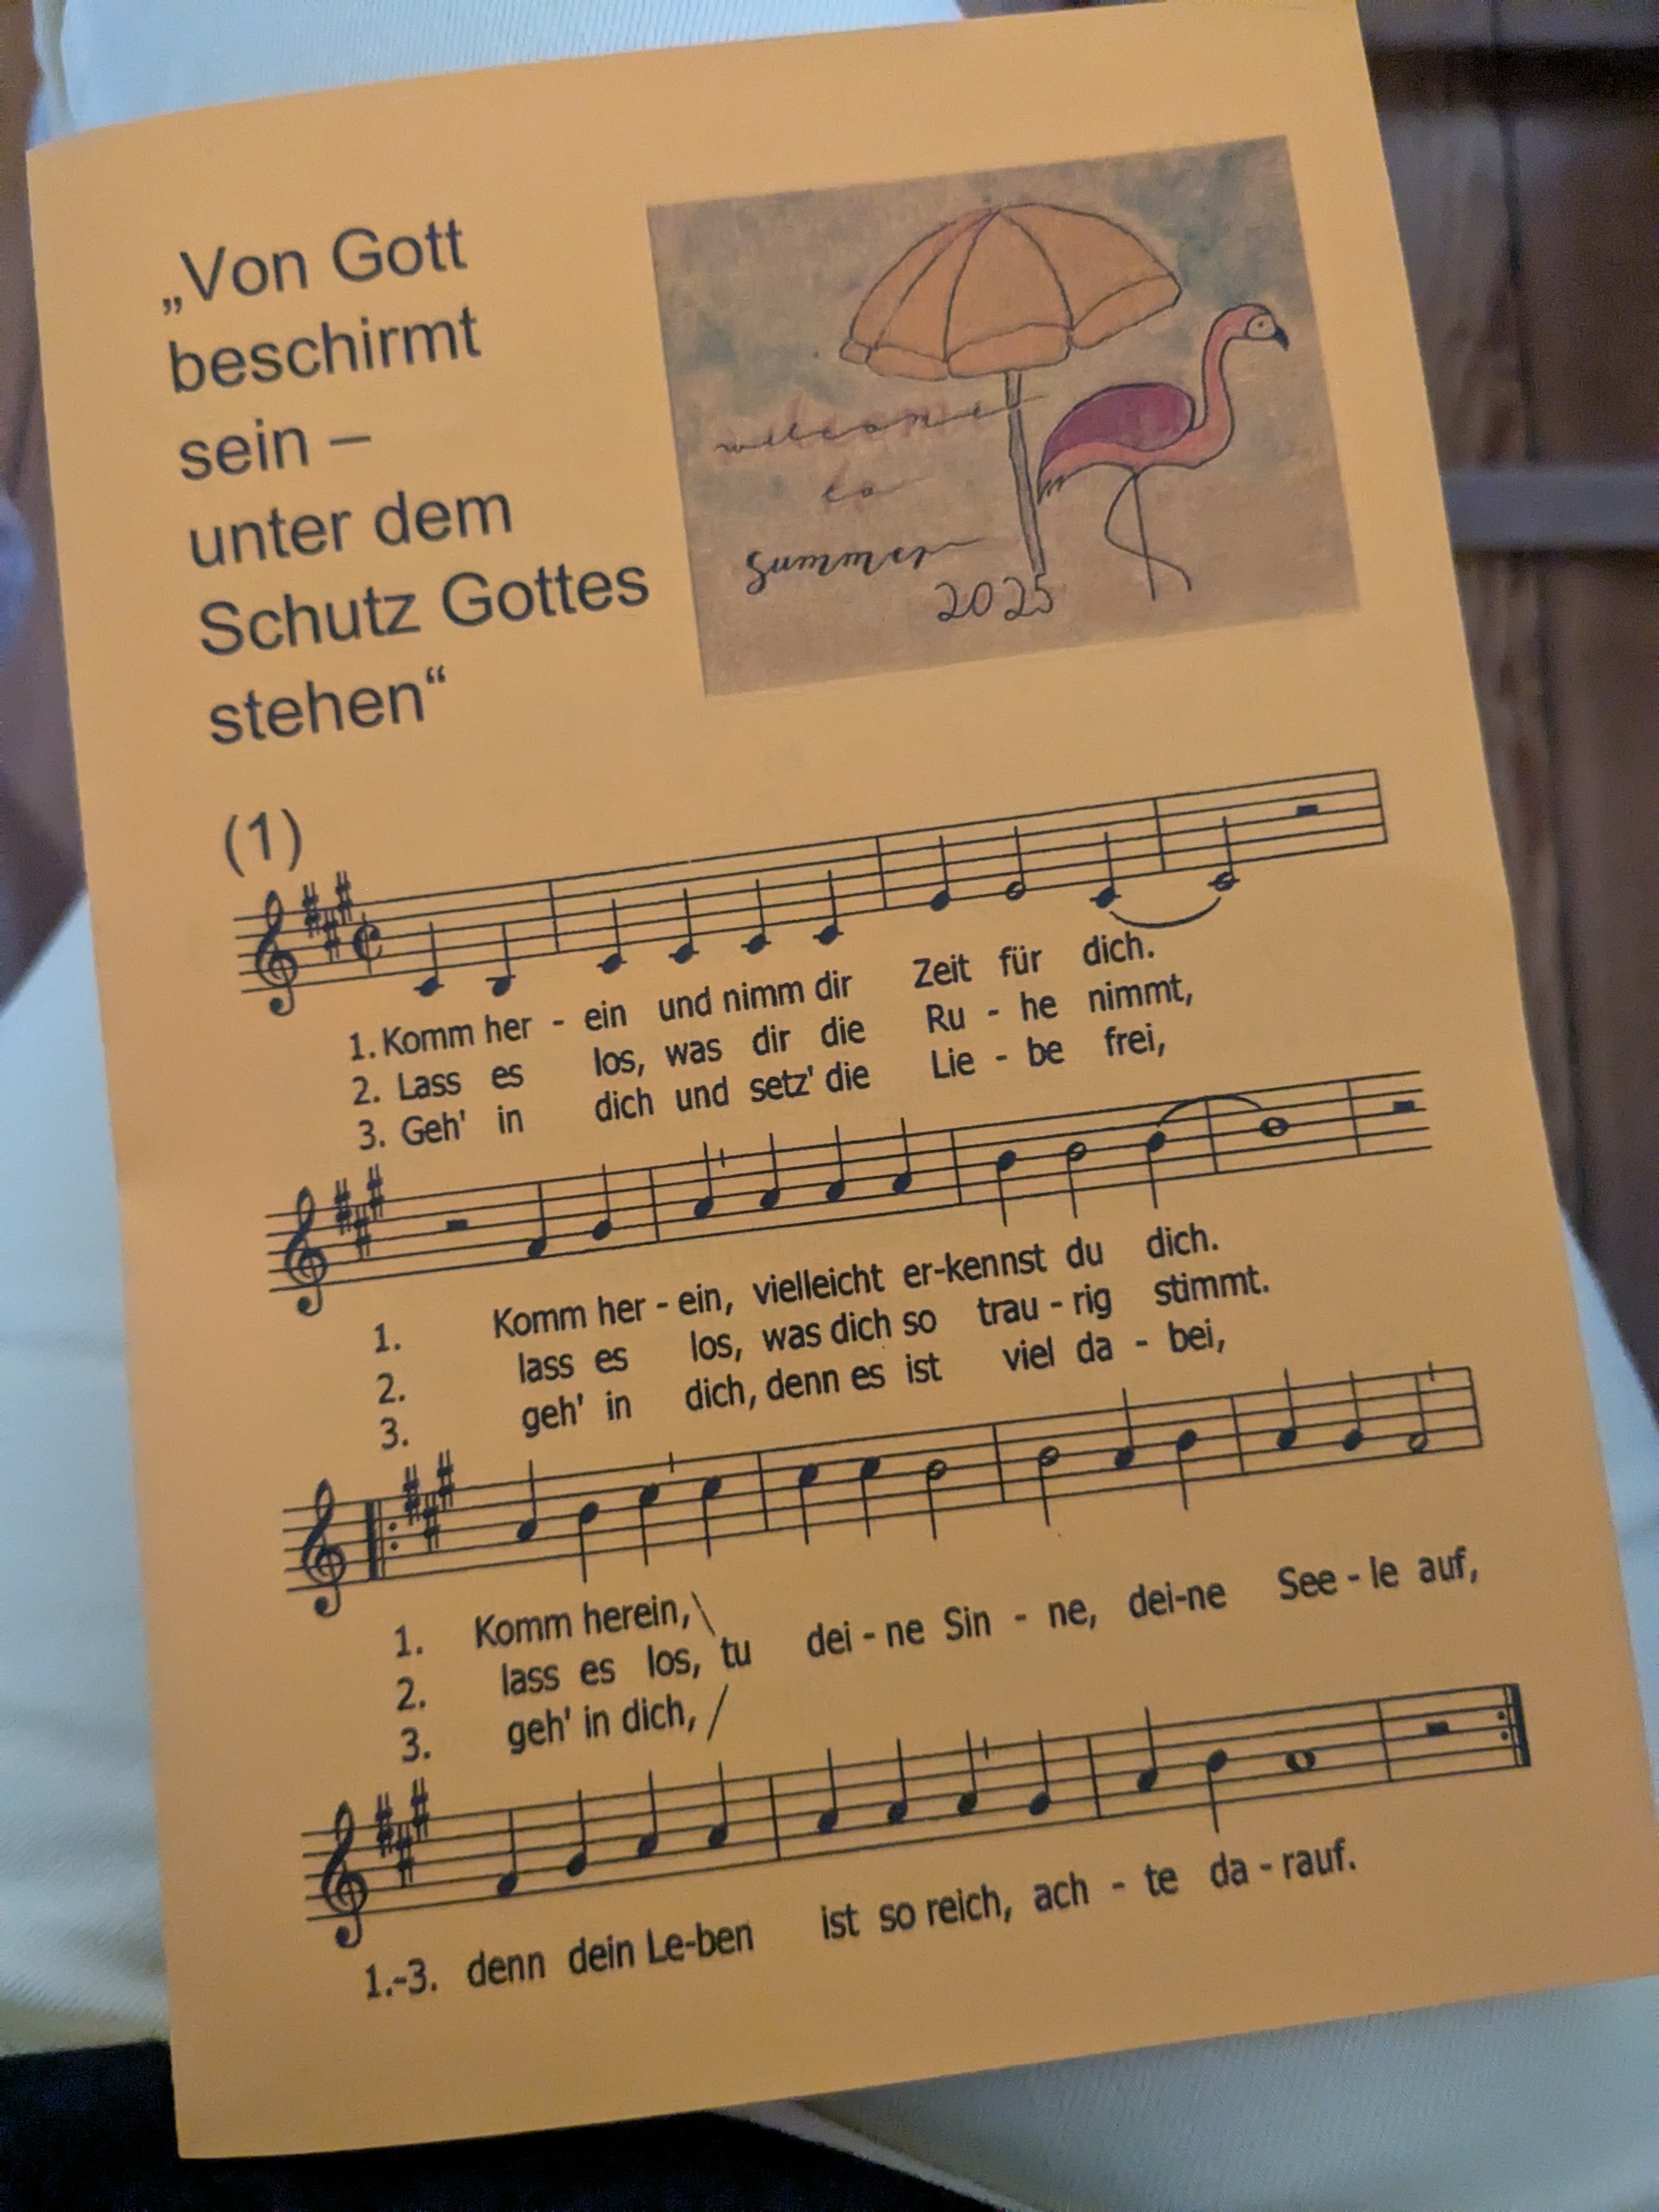 „Von Gott
beschirmt
sein –
unter dem
Schutz Gottes
stehen“
welcome
to
summer
2025
(1)
1. Komm her - ein und nimm dir Zeit für dich.
2. Lass es los, was dir die Ru - he nimmt,
3. Geh' in dich und setz' die Lie - be frei,
1. Komm her - ein, vielleicht er-kennst du dich.
2. lass es los, was dich so trau - rig stimmt.
3. geh' in dich, denn es ist viel da - bei,
1. Komm herein, \
2. lass es los, tu dei - ne Sin - ne, dei-ne See - le auf,
3. geh' in dich, /
1.-3. denn dein Le-ben ist so reich, ach - te da - rauf.